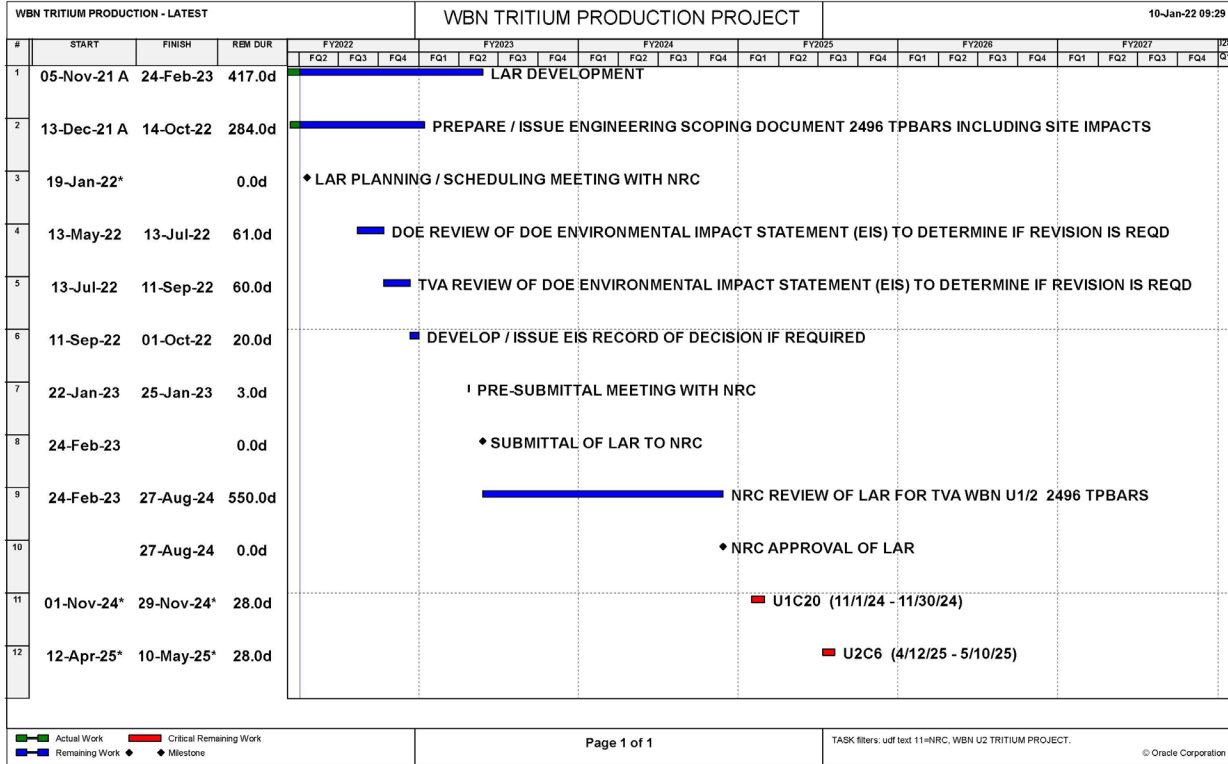 WBN TRITIUM PRODUCTION - LATEST
WBN TRITIUM PRODUCTION PROJECT
10-Jan-22 09:29
# START FINISH REM DUR FY2022 FY2023 FY2024 FY2025 FY2026 FY2027
FQ2 FQ3 FQ4 FQ1 FQ2 FQ3 FQ4 FQ1 FQ2 FQ3 FQ4 FQ1 FQ2 FQ3 FQ4 FQ1 FQ2 FQ3 FQ4 FQ1 FQ2 FQ3 FQ4
1 05-Nov-21 A 24-Feb-23 417.0d LAR DEVELOPMENT
2 13-Dec-21 A 14-Oct-22 284.0d PREPARE / ISSUE ENGINEERING SCOPING DOCUMENT 2496 TPBARS INCLUDING SITE IMPACTS
3 19-Jan-22* 0.0d LAR PLANNING / SCHEDULING MEETING WITH NRC
4 13-May-22 13-Jul-22 61.0d DOE REVIEW OF DOE ENVIRONMENTAL IMPACT STATEMENT (EIS) TO DETERMINE IF REVISION IS REQD
5 13-Jul-22 11-Sep-22 60.0d TVA REVIEW OF DOE ENVIRONMENTAL IMPACT STATEMENT (EIS) TO DETERMINE IF REVISION IS REQD
6 11-Sep-22 01-Oct-22 20.0d DEVELOP / ISSUE EIS RECORD OF DECISION IF REQUIRED
7 22-Jan-23 25-Jan-23 3.0d PRE-SUBMITTAL MEETING WITH NRC
8 24-Feb-23 0.0d SUBMITTAL OF LAR TO NRC
9 24-Feb-23 27-Aug-24 550.0d NRC REVIEW OF LAR FOR TVA WBN U1/2 2496 TPBARS
10 27-Aug-24 0.0d NRC APPROVAL OF LAR
11 01-Nov-24* 29-Nov-24* 28.0d U1C20 (11/1/24 - 11/30/24)
12 12-Apr-25* 10-May-25* 28.0d U2C6 (4/12/25 - 5/10/25)
Actual Work Critical Remaining Work
Remaining Work Milestone
Page 1 of 1
TASK filters: udf text 11=NRC, WBN U2 TRITIUM PROJECT.
© Oracle Corporation